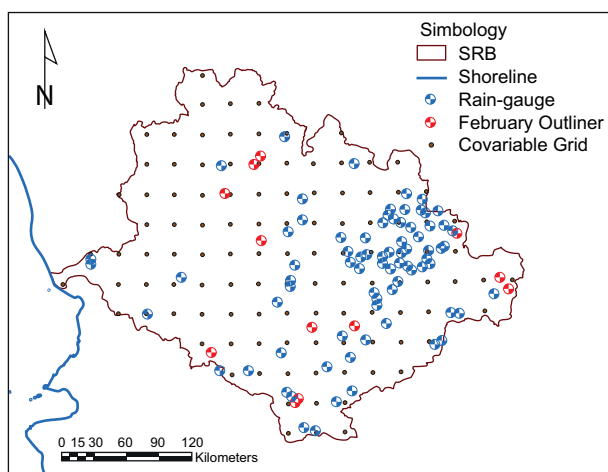 Simbology
SRB
Shoreline
Rain-gauge
February Outliner
Covariable Grid
N
0 15 30 60 90 120
Kilometers